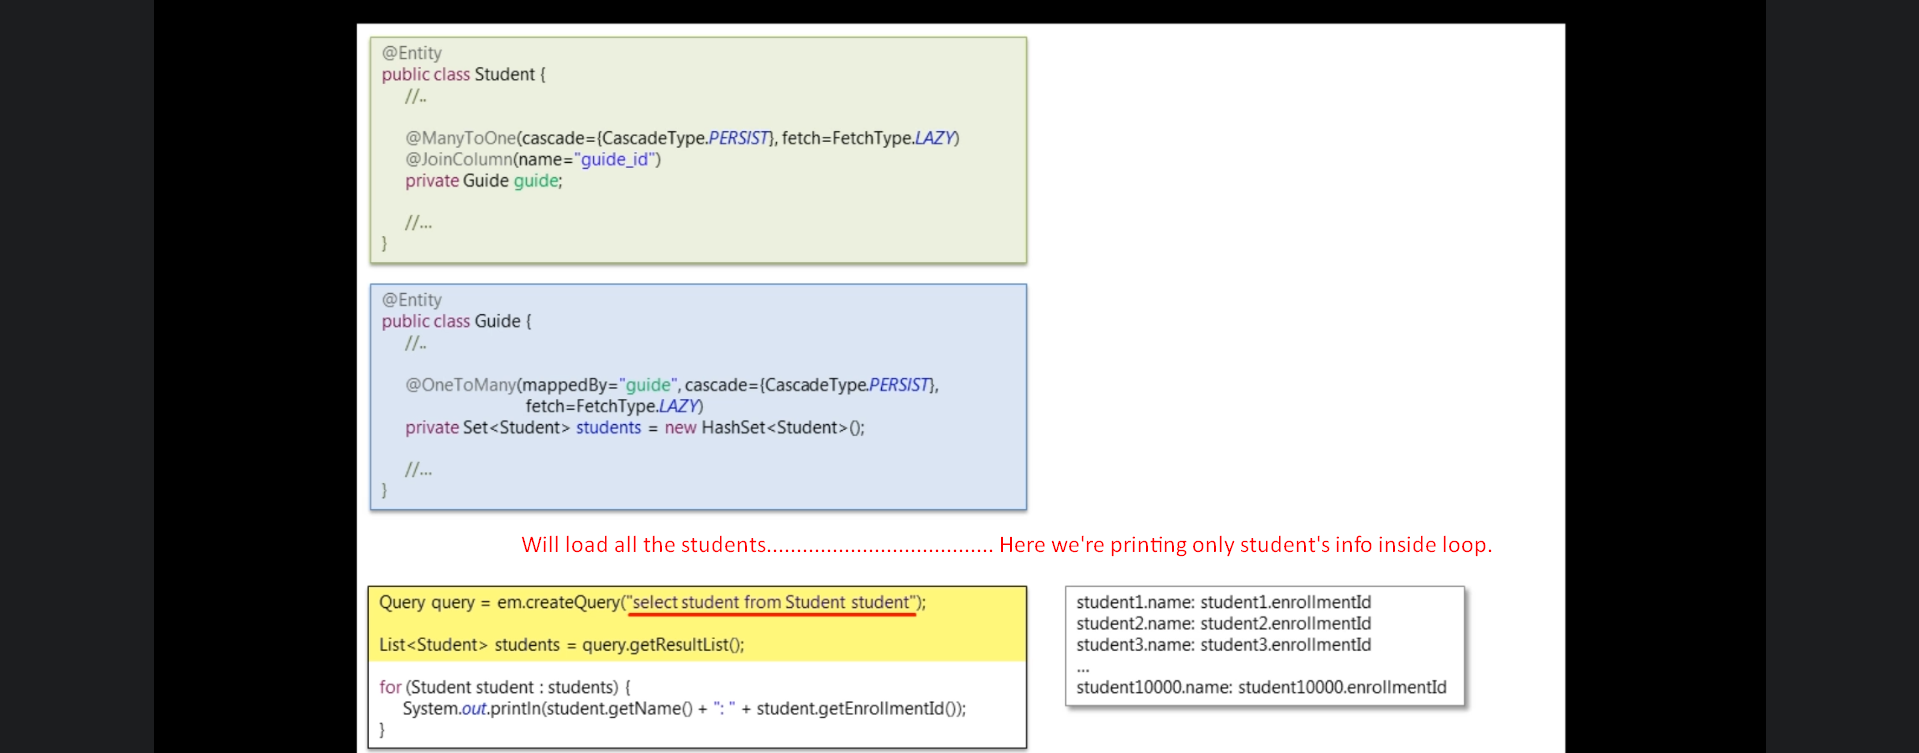 @Entity
public class Student {
//..
@ManyToOne(cascade={CascadeType.PERSIST}, fetch=FetchType.LAZY)
@JoinColumn(name="guide_id")
private Guide guide;
//...
}
@Entity
public class Guide {
//..
@OneToMany(mappedBy="guide", cascade={CascadeType.PERSIST},
fetch=FetchType.LAZY)
private Set<Student> students = new HashSet<Student>();
//...
}
Will load all the students...................................... Here we're printing only student's info inside loop.
Query query = em.createQuery("select student from Student student");
List<Student> students = query.getResultList();
for (Student student : students) {
System.out.println(student.getName() + ": " + student.getEnrollmentId());
}
student1.name: student1.enrollmentId
student2.name: student2.enrollmentId
student3.name: student3.enrollmentId
...
student10000.name: student10000.enrollmentId